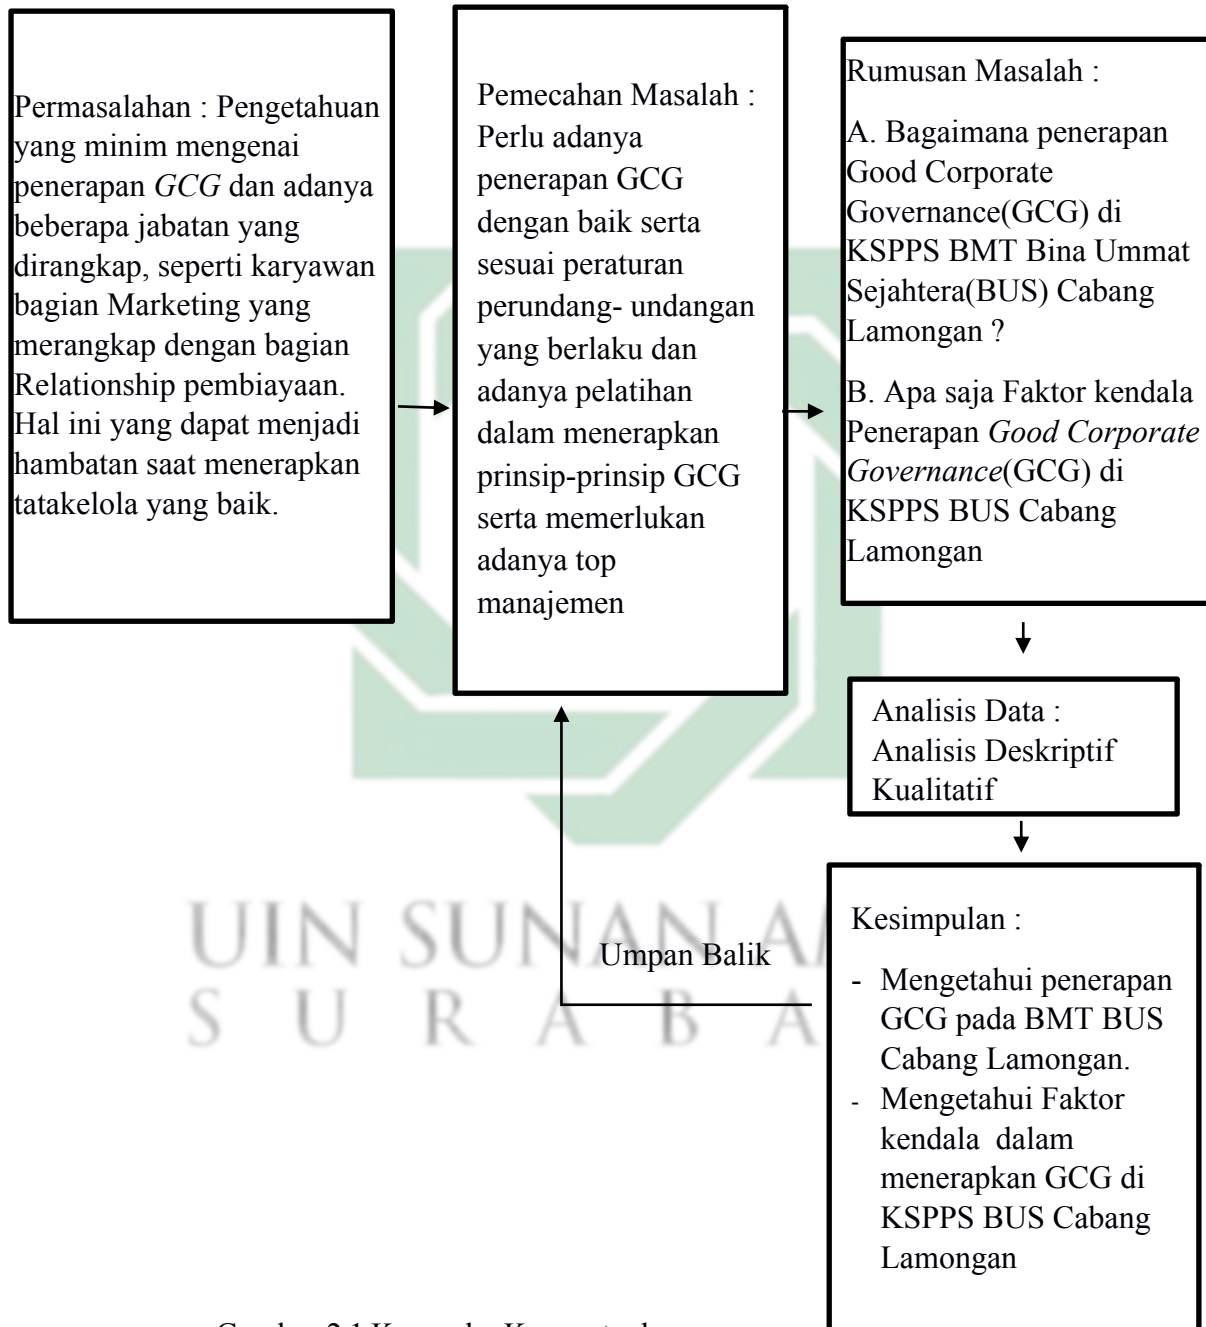 Permasalahan : Pengetahuan
yang minim mengenai
penerapan GCG dan adanya
beberapa jabatan yang
dirangkap, seperti karyawan
bagian Marketing yang
merangkap dengan bagian
Relationship pembiayaan.
Hal ini yang dapat menjadi
hambatan saat menerapkan
tatakelola yang baik.
Pemecahan Masalah :
Perlu adanya
penerapan GCG
dengan baik serta
sesuai peraturan
perundang- undangan
yang berlaku dan
adanya pelatihan
dalam menerapkan
prinsip-prinsip GCG
serta memerlukan
adanya top
manajemen
Rumusan Masalah :
A. Bagaimana penerapan
Good Corporate
Governance(GCG) di
KSPPS BMT Bina Ummat
Sejahtera(BUS) Cabang
Lamongan ?
B. Apa saja Faktor kendala
Penerapan Good Corporate
Governance(GCG) di
KSPPS BUS Cabang
Lamongan
Analisis Data :
Analisis Deskriptif
Kualitatif
Umpan Balik
Kesimpulan :
- Mengetahui penerapan
GCG pada BMT BUS
Cabang Lamongan.
- Mengetahui Faktor
kendala dalam
menerapkan GCG di
KSPPS BUS Cabang
Lamongan
UIN SUNAN
S U R A B A